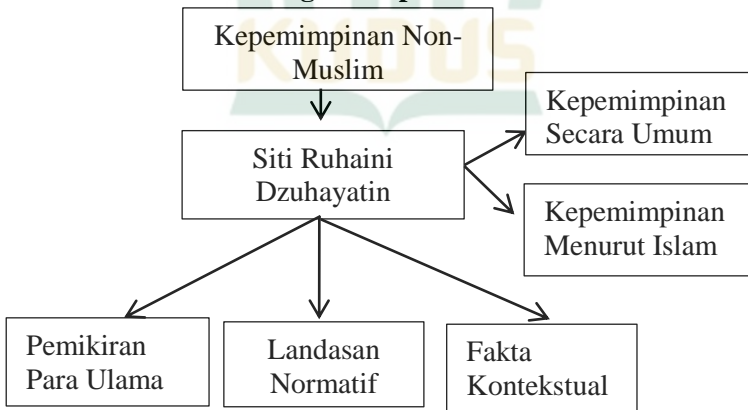 Kepemimpinan Non-
Muslim
Kepemimpinan
Secara Umum
Siti Ruhaini
Dzuhayatin
Kepemimpinan
Menurut Islam
Pemikiran
Para Ulama
Landasan
Normatif
Fakta
Kontekstual
KUDUS